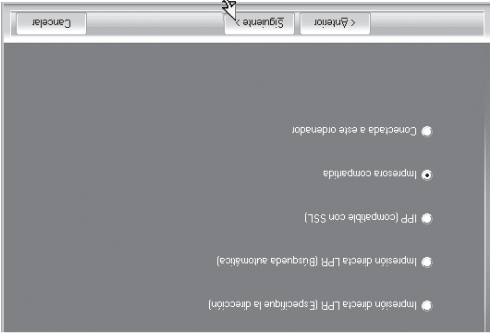 Impresión directa LPR (Especifique la dirección)
Impresión directa LPR (Búsqueda automática)
IPP (compatible con SSL)
Impresora compartida
Conectada a este ordenador
< Anterior
Siguiente >
Cancelar